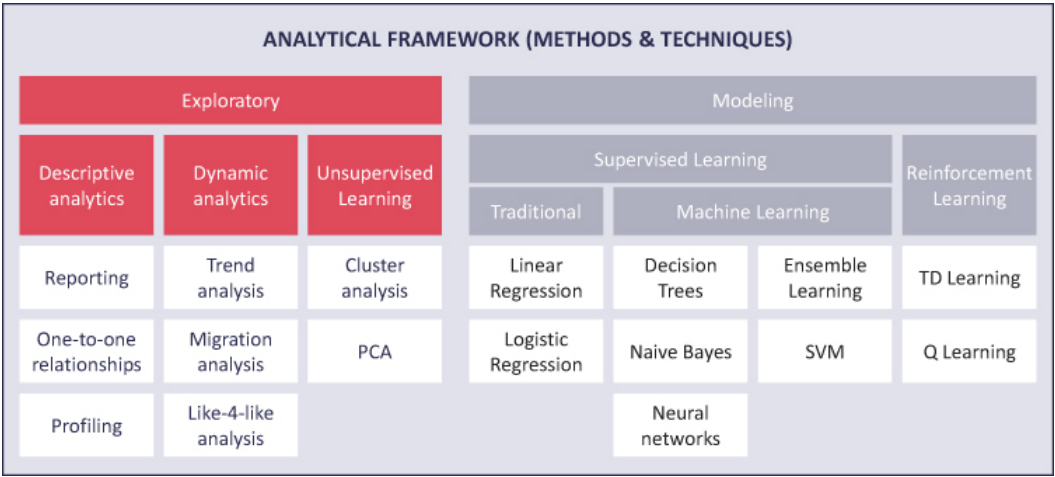 ANALYTICAL FRAMEWORK (METHODS & TECHNIQUES)
Exploratory
Descriptive
analytics
Dynamic
analytics
Unsupervised
Learning
Reporting
Trend
analysis
Cluster
analysis
One-to-one
relationships
Migration
analysis
PCA
Profiling
Like-4-like
analysis
Modeling
Supervised Learning
Reinforcement
Learning
Traditional
Machine Learning
Linear
Regression
Decision
Trees
Ensemble
Learning
TD Learning
Logistic
Regression
Naive Bayes
SVM
Q Learning
Neural
networks